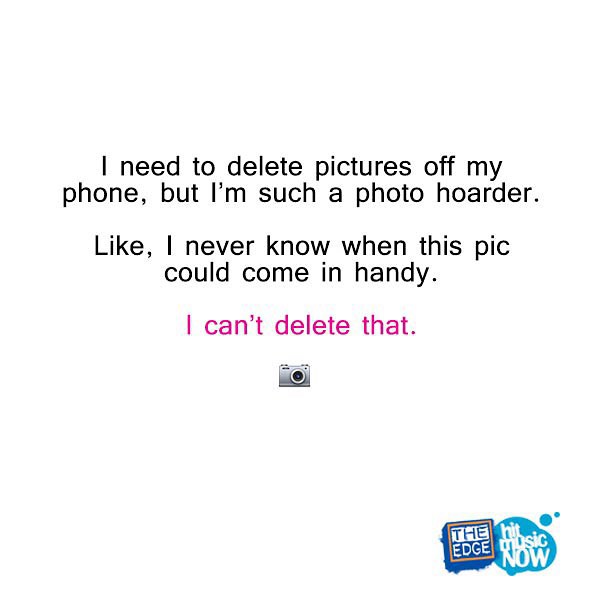 I need to delete pictures off my
phone, but I'm such a photo hoarder.
Like, I never know when this pic
could come in handy.
I can't delete that.
THE
EDGE
hit
music
NOW